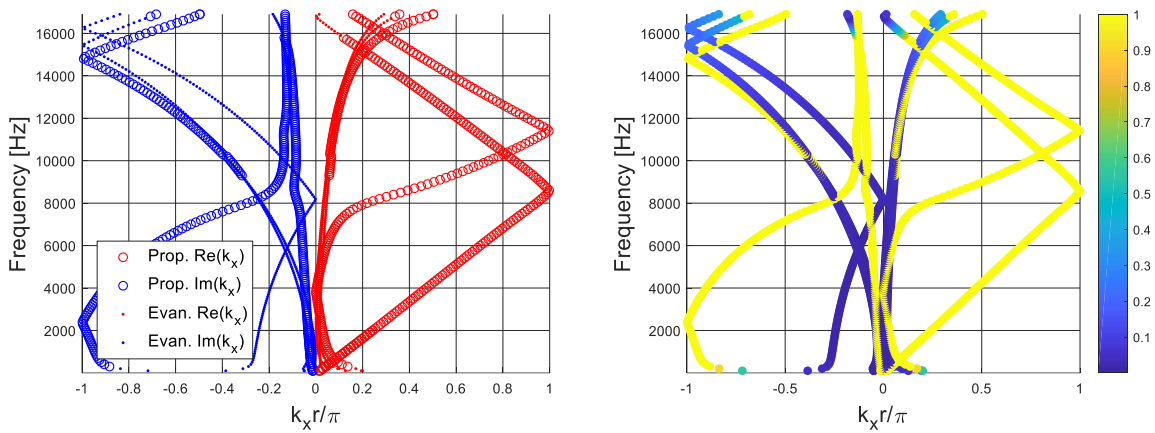 16000
14000
12000
10000
8000
6000
4000
2000
Frequency [Hz]
Prop. Re(kx)
Prop. Im(kx)
Evan. Re(kx)
Evan. Im(kx)
-1 -0.8 -0.6 -0.4 -0.2 0 0.2 0.4 0.6 0.8 1
kxr/π
16000
14000
12000
10000
8000
6000
4000
2000
Frequency [Hz]
-1 -0.5 0 0.5 1
kxr/π
1
0.9
0.8
0.7
0.6
0.5
0.4
0.3
0.2
0.1